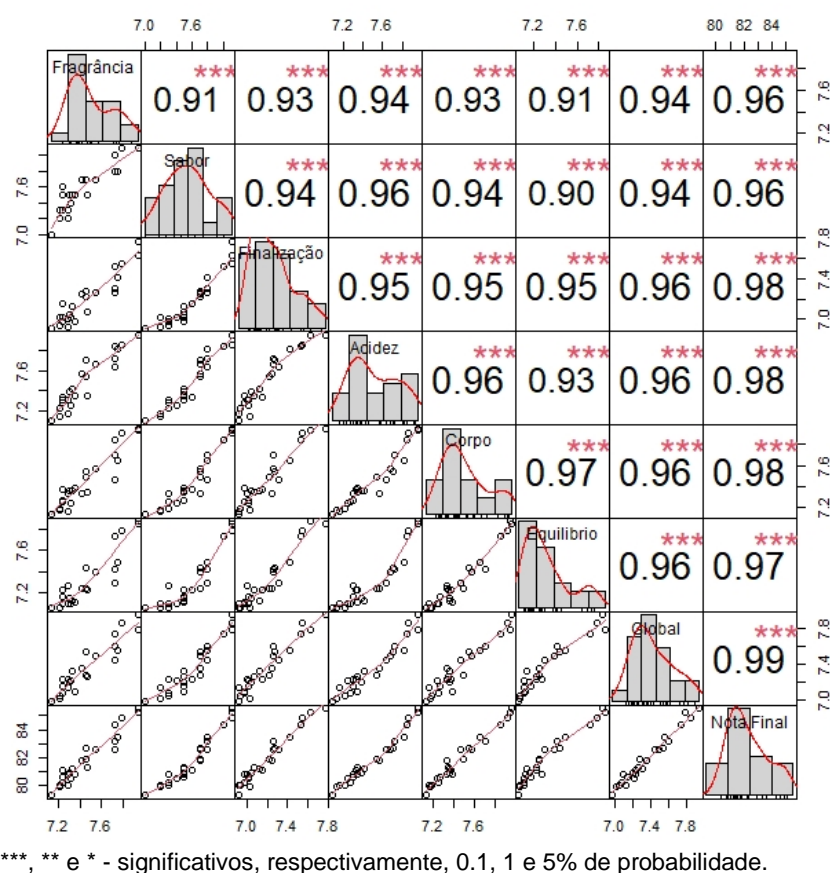 7.0 7.6 7.2 7.6 7.2 7.6 80 82 84
Fragrância 0.91 *** 0.93 *** 0.94 *** 0.93 *** 0.91 *** 0.94 *** 0.96 *** 7.2 7.6
7.0 7.6 Sabor 0.94 *** 0.96 *** 0.94 *** 0.90 *** 0.94 *** 0.96 ***
Finalização 0.95 *** 0.95 *** 0.95 *** 0.96 *** 0.98 *** 7.0 7.4 7.8
7.2 7.6 Acidez 0.96 *** 0.93 *** 0.96 *** 0.98 ***
Corpo 0.97 *** 0.96 *** 0.98 *** 7.2 7.6
7.2 7.6 Equilibrio 0.96 *** 0.97 ***
Global 0.99 *** 7.0 7.4 7.8
80 82 84 Nota Final
7.2 7.6 7.0 7.4 7.8 7.2 7.6 7.0 7.4 7.8
***, ** e * - significativos, respectivamente, 0.1, 1 e 5% de probabilidade.